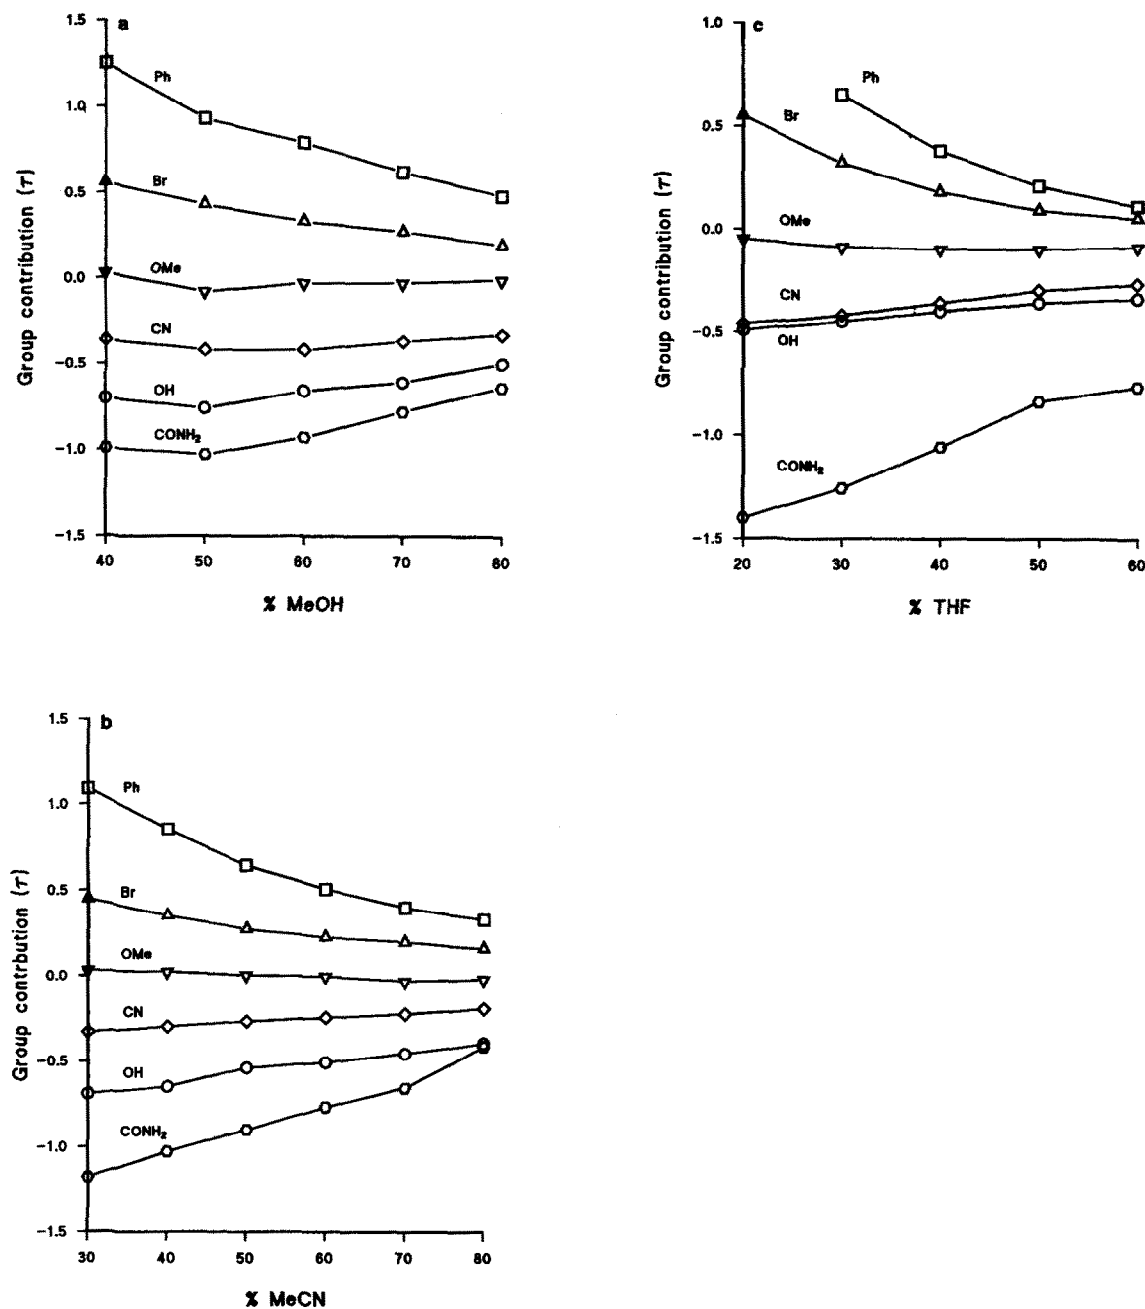 a
1.5
1.0
0.5
0.0
−0.5
−1.0
−1.5
Group contribution (τ)
Ph
Br
OMe
CN
OH
CONH₂
40 50 60 70 80
% MeOH
c
1.0
0.5
0.0
−0.5
−1.0
−1.5
Group contribution (τ)
Ph
Br
OMe
CN
OH
CONH₂
20 30 40 50 60
% THF
b
1.5
1.0
0.5
0.0
−0.5
−1.0
−1.5
Group contrbution (τ)
Ph
Br
OMe
CN
OH
CONH₂
30 40 50 60 70 80
% MeCN